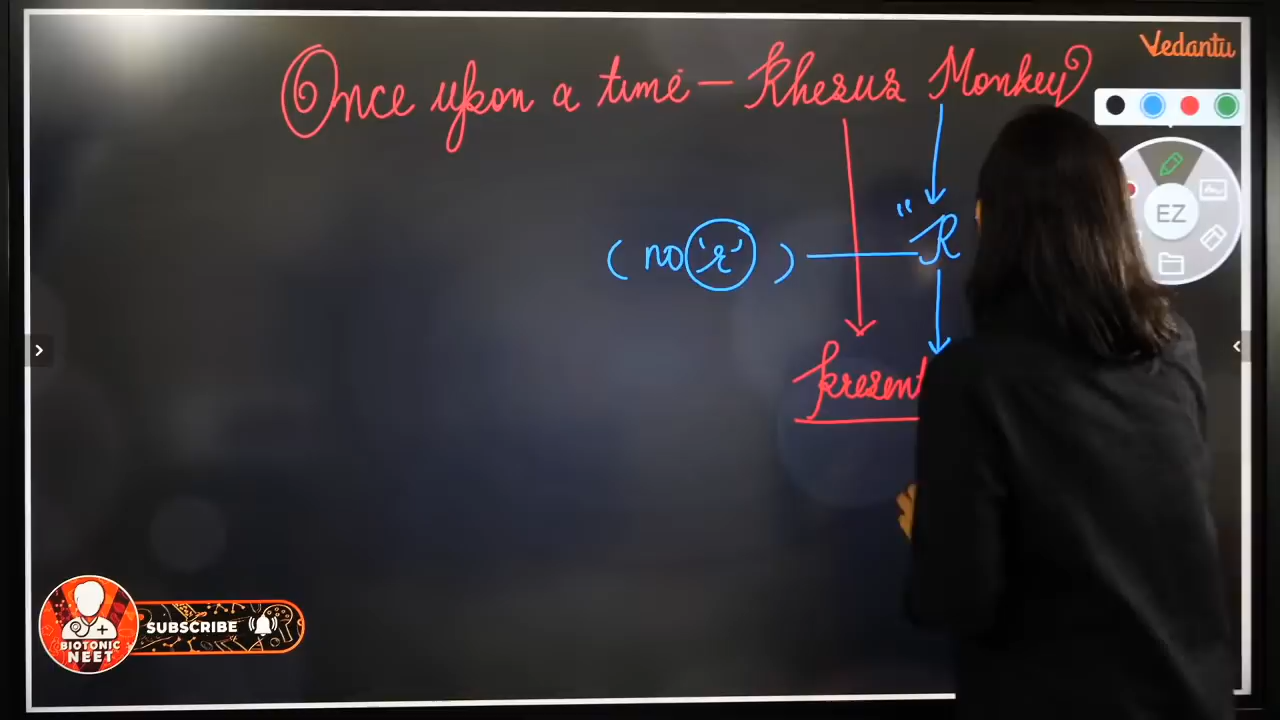 Once upon a time – Rhesus Monkey
Vedantu
EZ
" R
( no 'r' )
present
SUBSCRIBE
BIOTONIC
NEET